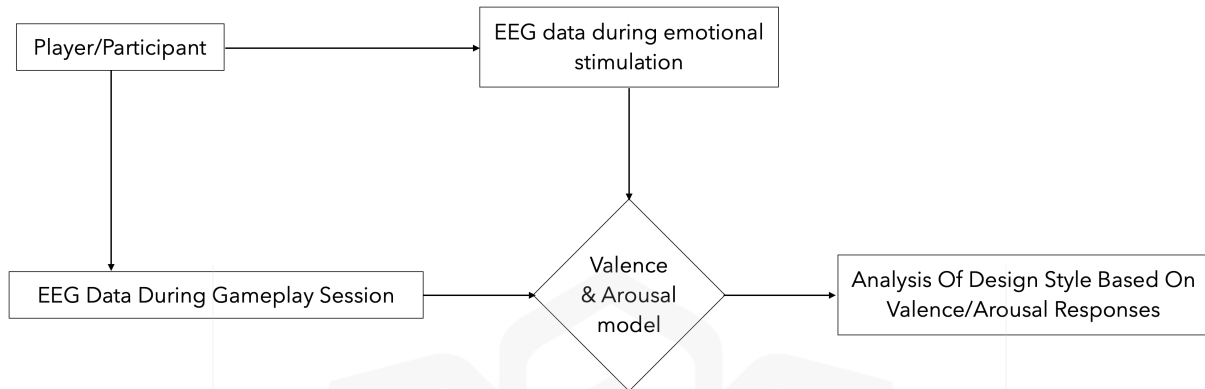 Player/Participant
EEG data during emotional
stimulation
EEG Data During Gameplay Session
Valence
& Arousal
model
Analysis Of Design Style Based On
Valence/Arousal Responses